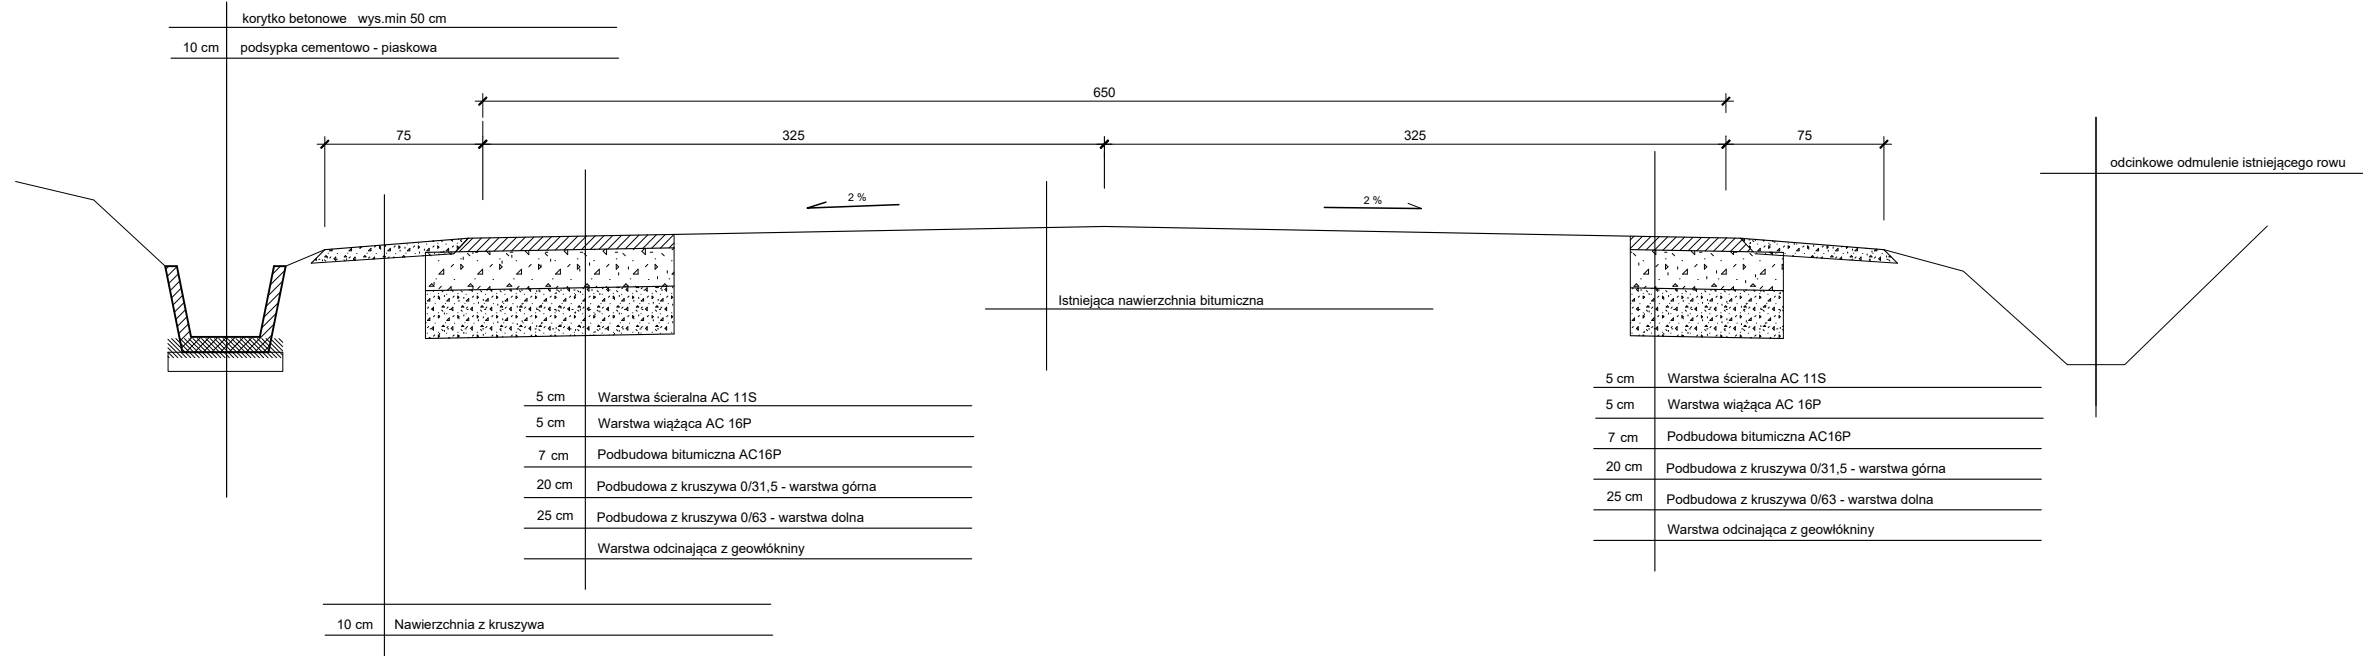 korytko betonowe wys.min 50 cm
10 cm podsypka cementowo - piaskowa
650
75 325 325 75
odcinkowe odmulenie istniejącego rowu
2 % 2 %
Istniejąca nawierzchnia bitumiczna
5 cm Warstwa ścieralna AC 11S
5 cm Warstwa wiążąca AC 16P
7 cm Podbudowa bitumiczna AC16P
20 cm Podbudowa z kruszywa 0/31,5 - warstwa górna
25 cm Podbudowa z kruszywa 0/63 - warstwa dolna
Warstwa odcinająca z geowłókniny
5 cm Warstwa ścieralna AC 11S
5 cm Warstwa wiążąca AC 16P
7 cm Podbudowa bitumiczna AC16P
20 cm Podbudowa z kruszywa 0/31,5 - warstwa górna
25 cm Podbudowa z kruszywa 0/63 - warstwa dolna
Warstwa odcinająca z geowłókniny
10 cm Nawierzchnia z kruszywa